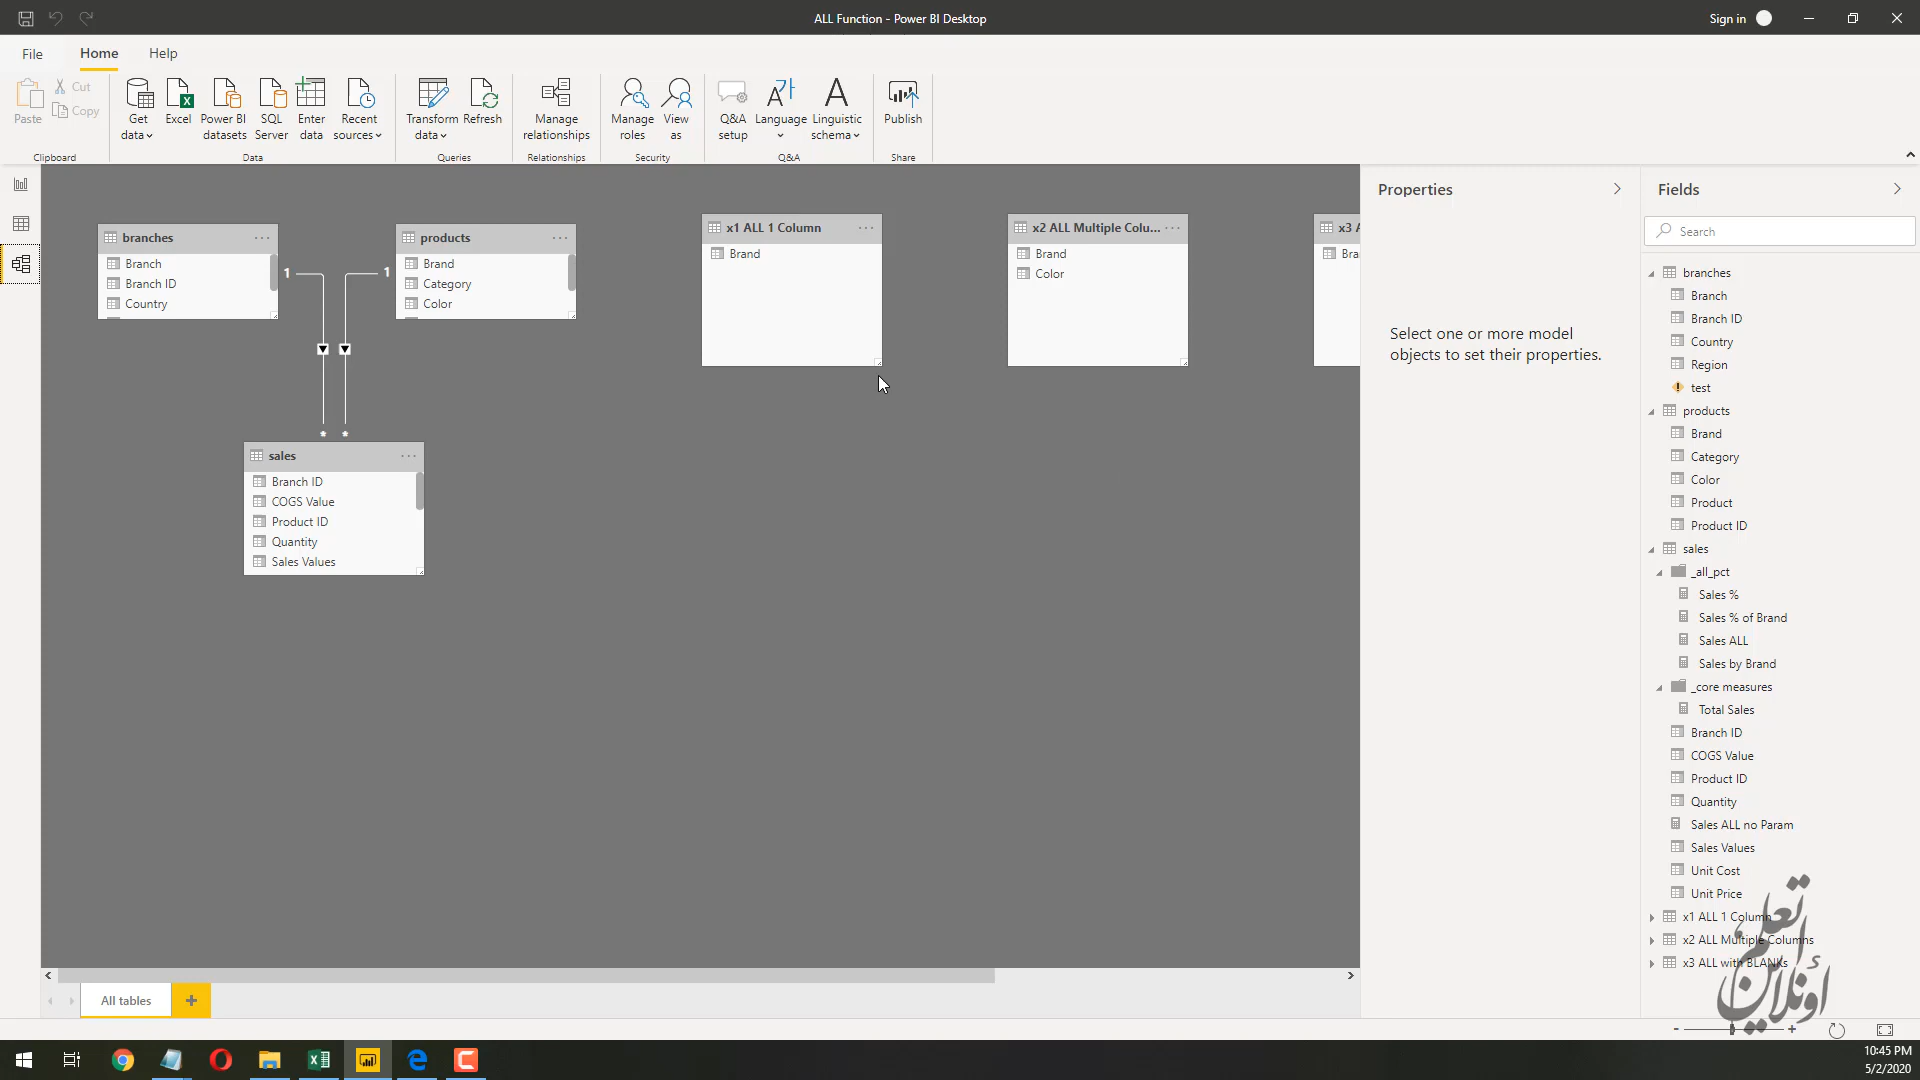 ALL Function - Power BI Desktop
Sign in
File
Home
Help
Paste
Cut
Copy
Clipboard
Get data
Excel
Power BI datasets
SQL Server
Enter data
Recent sources
Data
Transform data
Refresh
Queries
Manage relationships
Relationships
Manage roles
View as
Security
Q&A setup
Language
Linguistic schema
Q&A
Publish
Share
branches
Branch
Branch ID
Country
products
Brand
Category
Color
1
1
*
*
sales
Branch ID
COGS Value
Product ID
Quantity
Sales Values
x1 ALL 1 Column
Brand
x2 ALL Multiple Colu...
Brand
Color
x3
Properties
Select one or more model
objects to set their properties.
Fields
Search
branches
Branch
Branch ID
Country
Region
test
products
Brand
Category
Color
Product
Product ID
sales
_all_pct
Sales %
Sales % of Brand
Sales ALL
Sales by Brand
_core measures
Total Sales
Branch ID
COGS Value
Product ID
Quantity
Sales ALL no Param
Sales Values
Unit Cost
Unit Price
x1 ALL 1 Column
x2 ALL Multiple Columns
x3 ALL with BLANKs
اتعلم
أونلاين
All tables
10:45 PM
5/2/2020